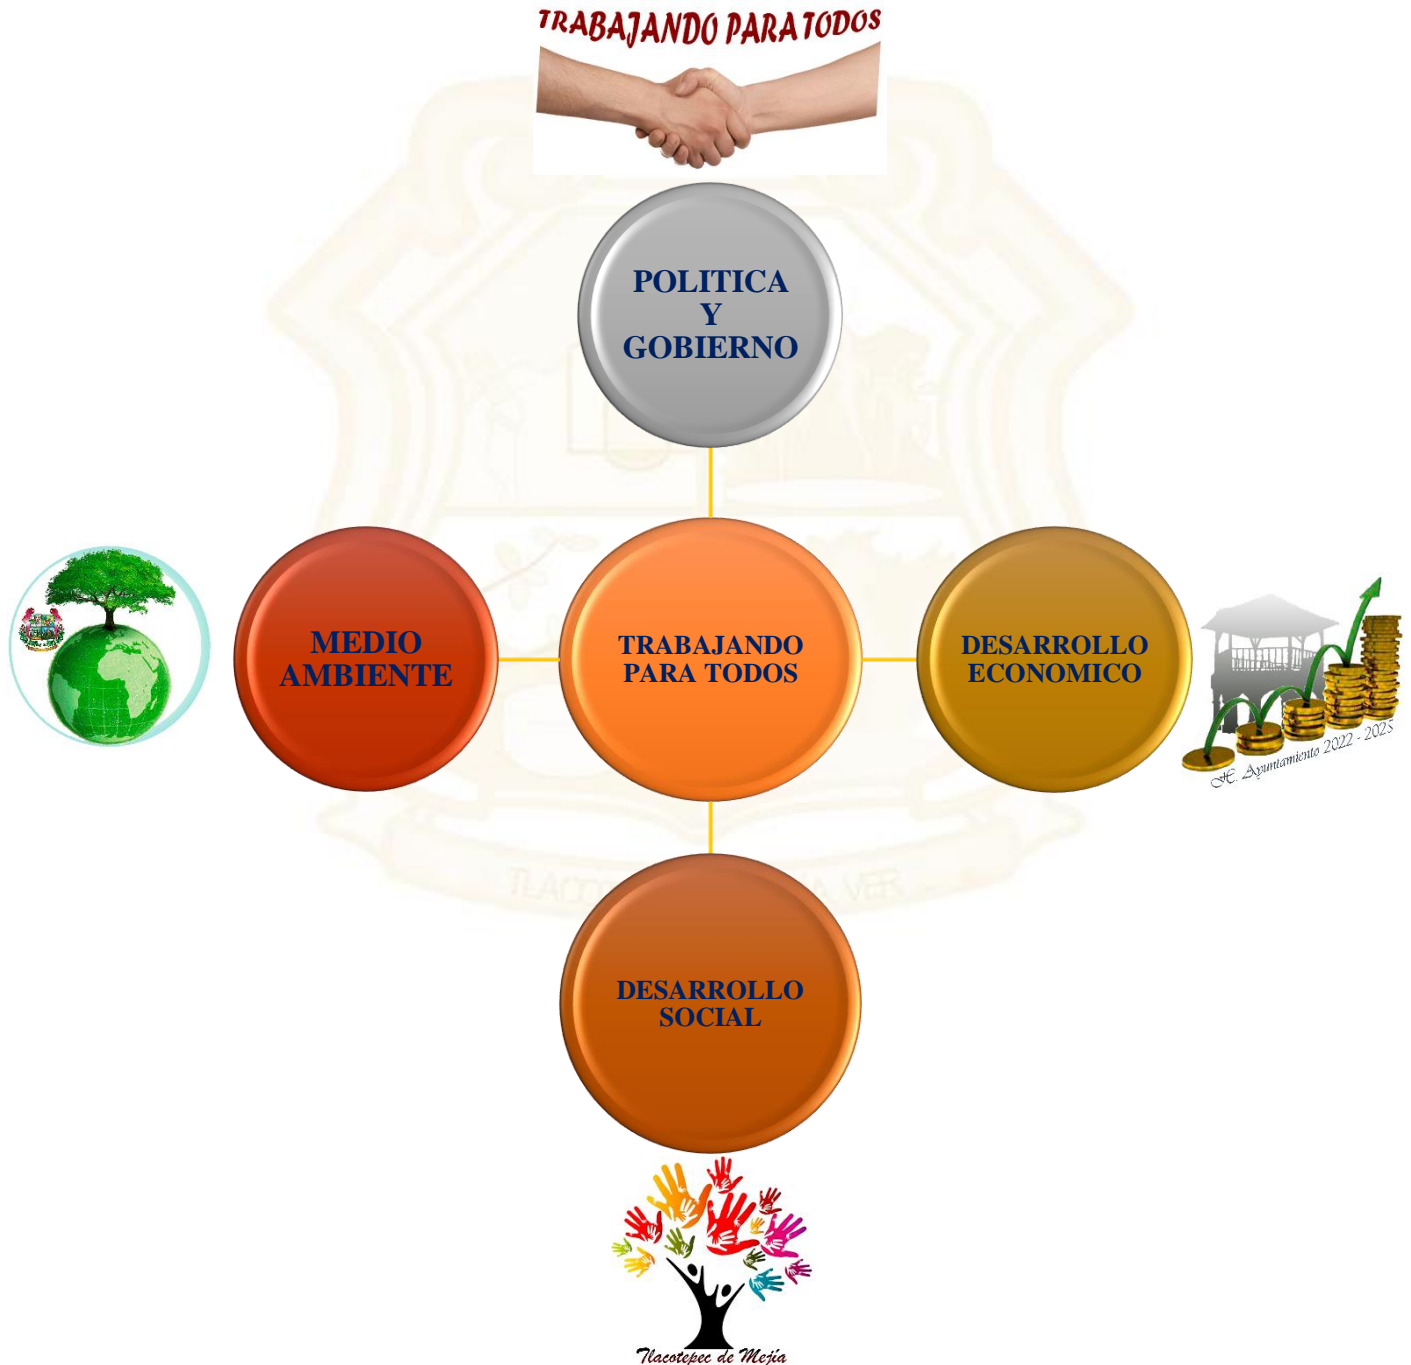 TRABAJANDO PARA TODOS
POLITICA
Y
GOBIERNO
MEDIO
AMBIENTE
TRABAJANDO
PARA TODOS
DESARROLLO
ECONOMICO
H. Ayuntamiento 2022 - 2025
VER.
DESARROLLO
SOCIAL
Tlacotepec de Mejía